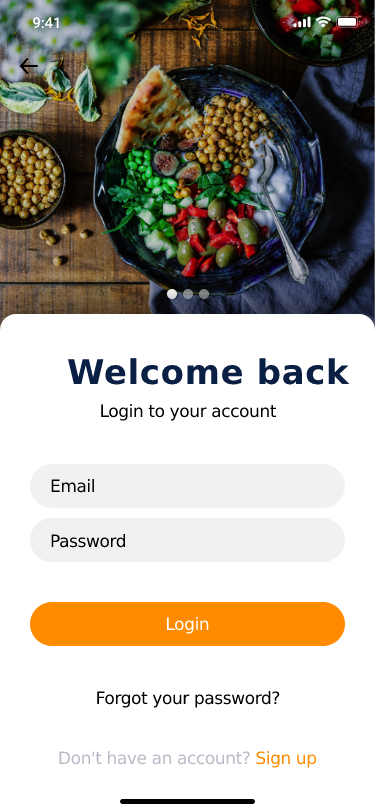 9:41
Welcome back
Login to your account
Email
Password
Login
Forgot your password?
Don't have an account? Sign up